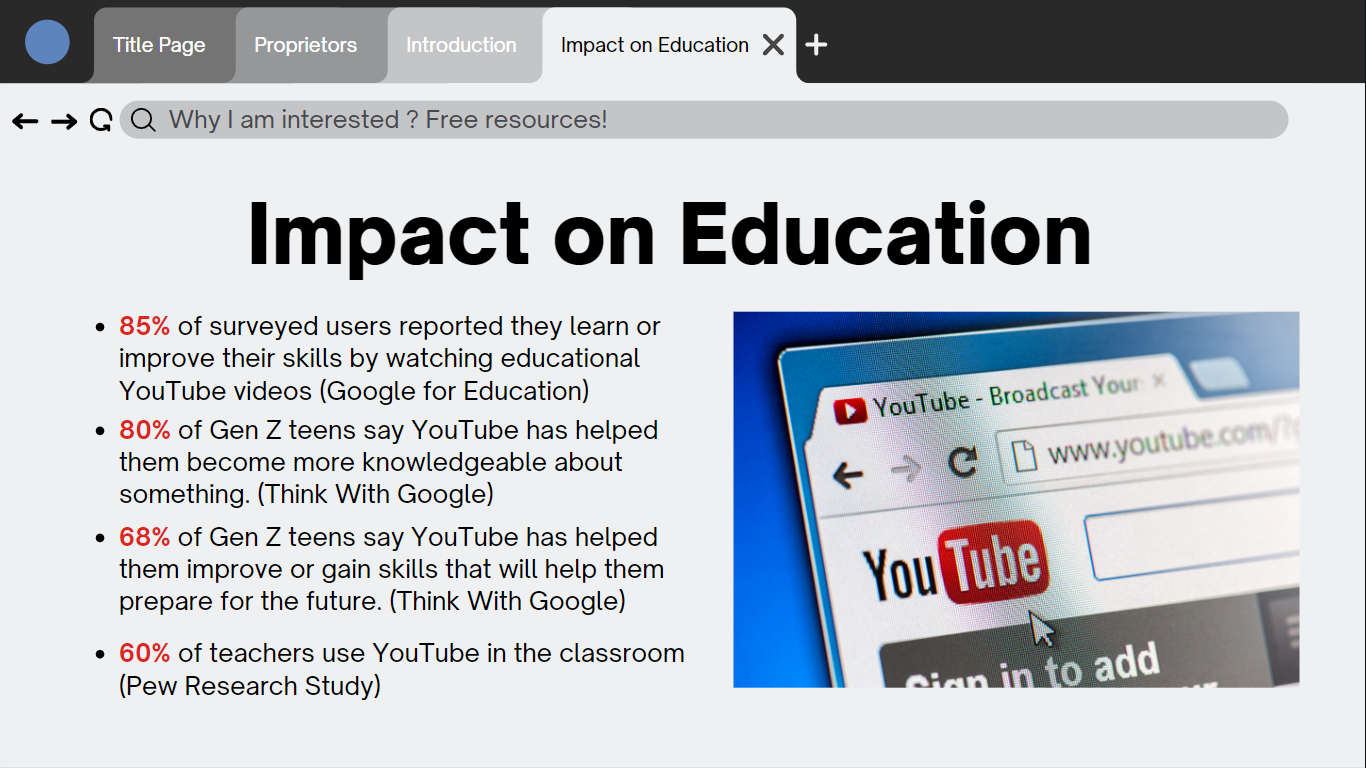 Title Page
Proprietors
Introduction
Impact on Education
Why I am interested ? Free resources!
Impact on Education
85% of surveyed users reported they learn or
improve their skills by watching educational
YouTube videos (Google for Education)
80% of Gen Z teens say YouTube has helped
them become more knowledgeable about
something. (Think With Google)
68% of Gen Z teens say YouTube has helped
them improve or gain skills that will help them
prepare for the future. (Think With Google)
60% of teachers use YouTube in the classroom
(Pew Research Study)
YouTube - Broadcast Your
www.youtube.com/?
YouTube
Sign in to add